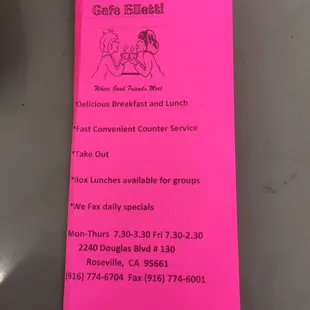 Cafe Elletti
Where Good Friends Meet
*Delicious Breakfast and Lunch
*Fast Convenient Counter Service
*Take Out
*Box Lunches available for groups
*We Fax daily specials
Mon-Thurs 7.30-3.30 Fri 7.30-2.30
2240 Douglas Blvd # 130
Roseville, CA 95661
(916) 774-6704 Fax (916) 774-6001